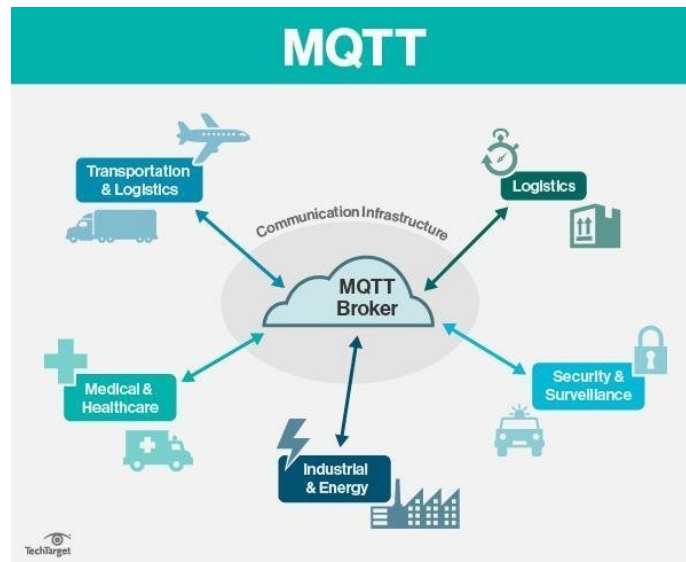 MQTT
Transportation
& Logistics
Logistics
Communication Infrastructure
MQTT
Broker
Medical &
Healthcare
Security &
Surveillance
Industrial
& Energy
TechTarget